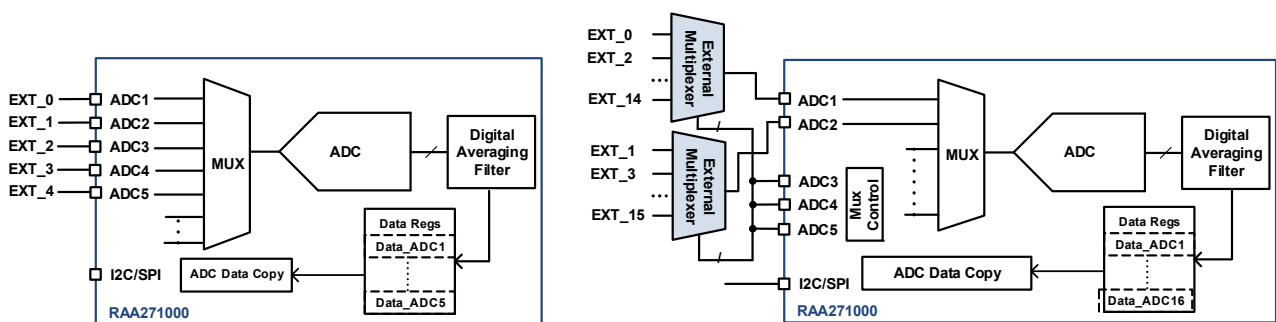 EXT_0
EXT_1
EXT_2
EXT_3
EXT_4
ADC1
ADC2
ADC3
ADC4
ADC5
MUX
ADC
Digital
Averaging
Filter
Data Regs
Data_ADC1
Data_ADC5
ADC Data Copy
I2C/SPI
RAA271000
EXT_0
EXT_2
EXT_14
External
Multiplexer
EXT_1
EXT_3
EXT_15
External
Multiplexer
ADC1
ADC2
ADC3
ADC4
ADC5
Mux
Control
MUX
ADC
Digital
Averaging
Filter
Data Regs
Data_ADC1
Data_ADC16
ADC Data Copy
I2C/SPI
RAA271000